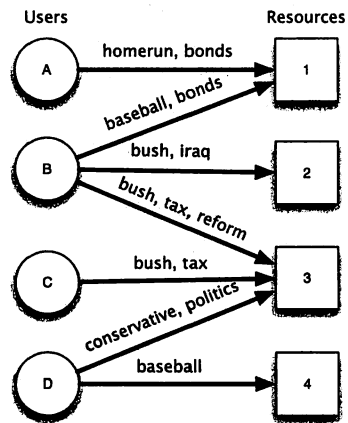 Users Resources
A homerun, bonds 1
baseball, bonds
B bush, iraq 2
bush, tax, reform
C bush, tax 3
conservative, politics
D baseball 4